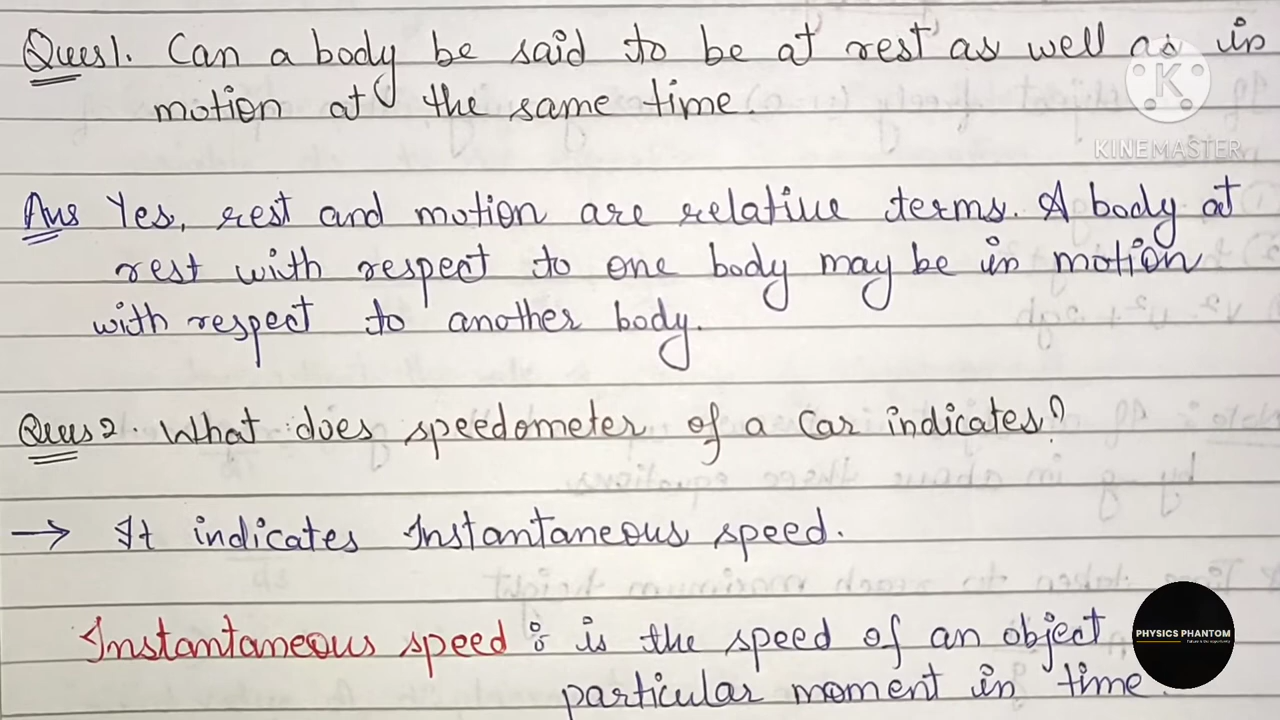 Ques1. Can a body be said to be at rest as well as in
motion at the same time.
K
KINEMASTER
Ans Yes, rest and motion are relative terms. A body at
rest with respect to one body may be in motion
with respect to another body.
Ques 2. What does speedometer of a Car indicates?
→ It indicates Instantaneous speed.
Instantaneous speed : is the speed of an object
PHYSICS PHANTOM
particular moment in time.